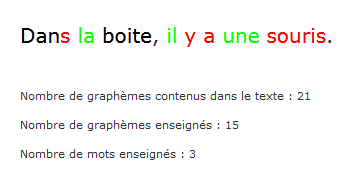 Dans la boite, il y a une souris.
Nombre de graphèmes contenus dans le texte : 21
Nombre de graphèmes enseignés : 15
Nombre de mots enseignés : 3